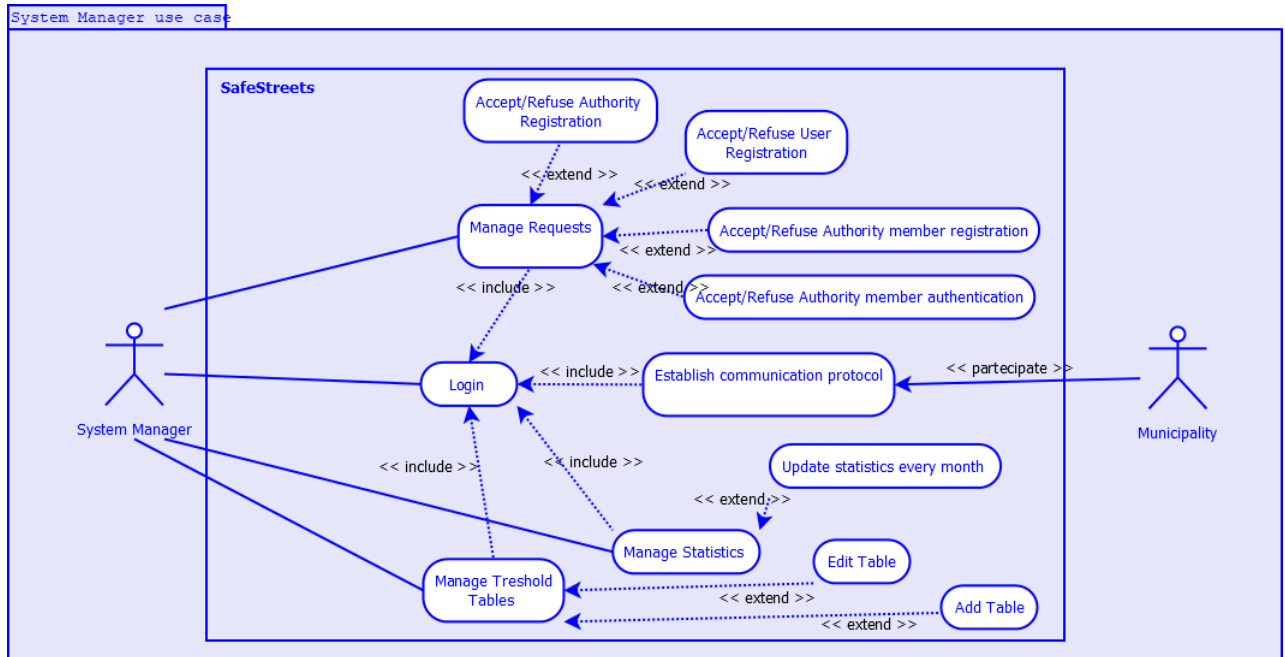 System Manager use case
SafeStreets
Accept/Refuse Authority
Registration
Accept/Refuse User
Registration
<< extend >>
<< extend >>
Manage Requests
Accept/Refuse Authority member registration
<< extend >>
<< include >>
<< extend >>
Accept/Refuse Authority member authentication
Login
<< include >>
Establish communication protocol
<< partecipate >>
System Manager
Municipality
<< include >>
<< include >>
Update statistics every month
<< extend >>
Manage Statistics
Edit Table
Manage Treshold
Tables
<< extend >>
Add Table
<< extend >>